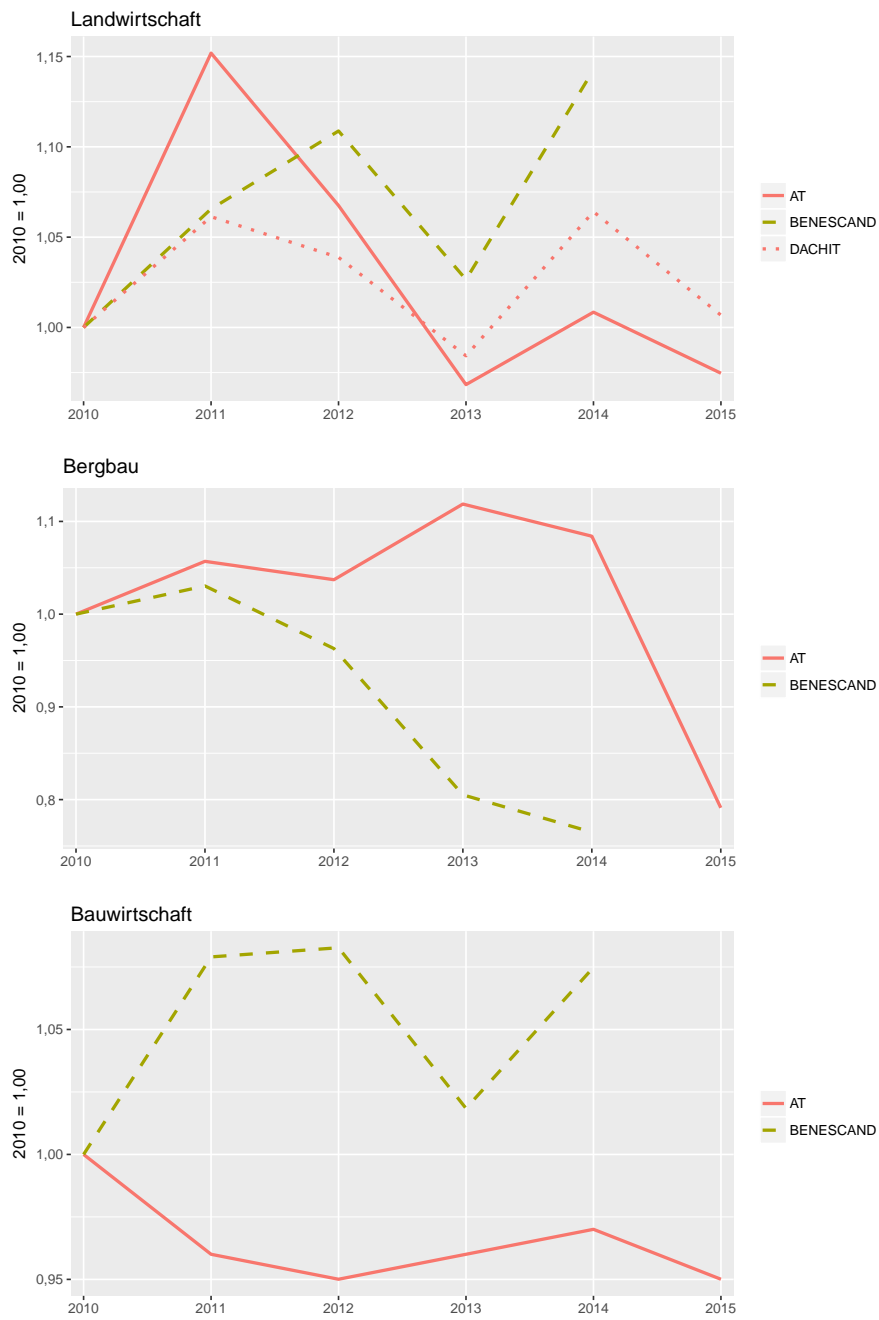 Landwirtschaft
2010 = 1,00
1,15
1,10
1,05
1,00
2010 2011 2012 2013 2014 2015
AT
BENESCAND
DACHIT
Bergbau
2010 = 1,00
1,1
1,0
0,9
0,8
2010 2011 2012 2013 2014 2015
AT
BENESCAND
Bauwirtschaft
2010 = 1,00
1,05
1,00
0,95
2010 2011 2012 2013 2014 2015
AT
BENESCAND